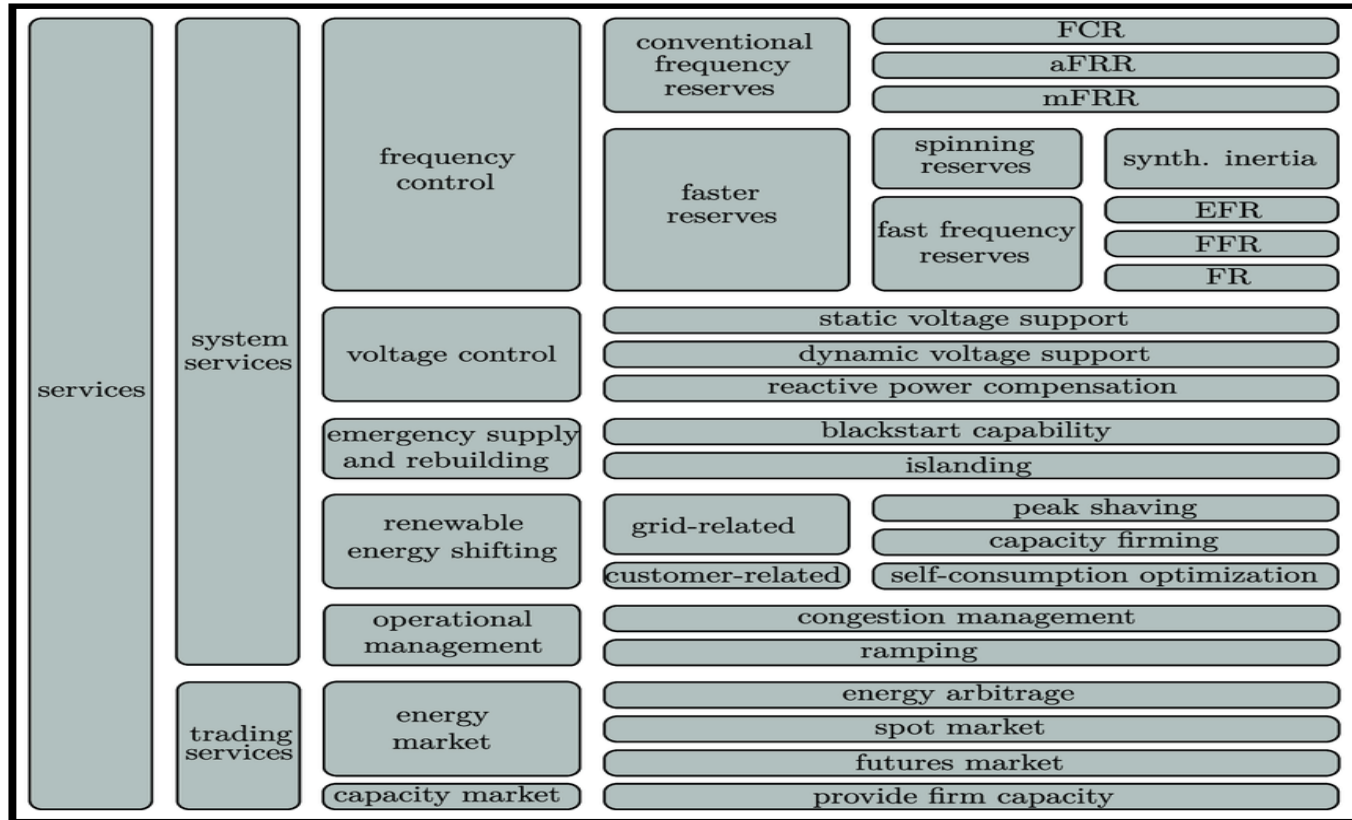 services
system
services
trading
services
frequency
control
conventional
frequency
reserves
FCR
aFRR
mFRR
faster
reserves
spinning
reserves
synth. inertia
fast frequency
reserves
EFR
FFR
FR
voltage control
static voltage support
dynamic voltage support
reactive power compensation
emergency supply
and rebuilding
blackstart capability
islanding
renewable
energy shifting
grid-related
peak shaving
capacity firming
customer-related
self-consumption optimization
operational
management
congestion management
ramping
energy
market
energy arbitrage
spot market
futures market
capacity market
provide firm capacity